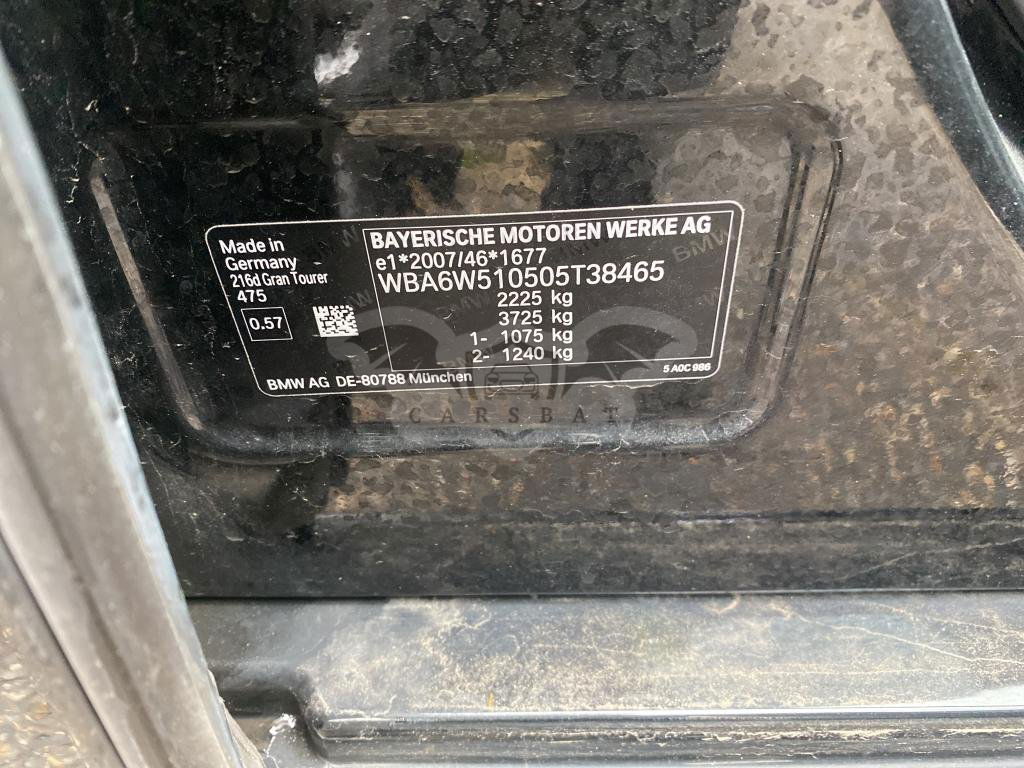 Made in
Germany
216d Gran Tourer
475
0.57
BAYERISCHE MOTOREN WERKE AG
e1*2007/46*1677
WBA6W510505T38465
2225 kg
3725 kg
1- 1075 kg
2- 1240 kg
BMW AG DE-80788 München
5 A0C 986
CARSBAT